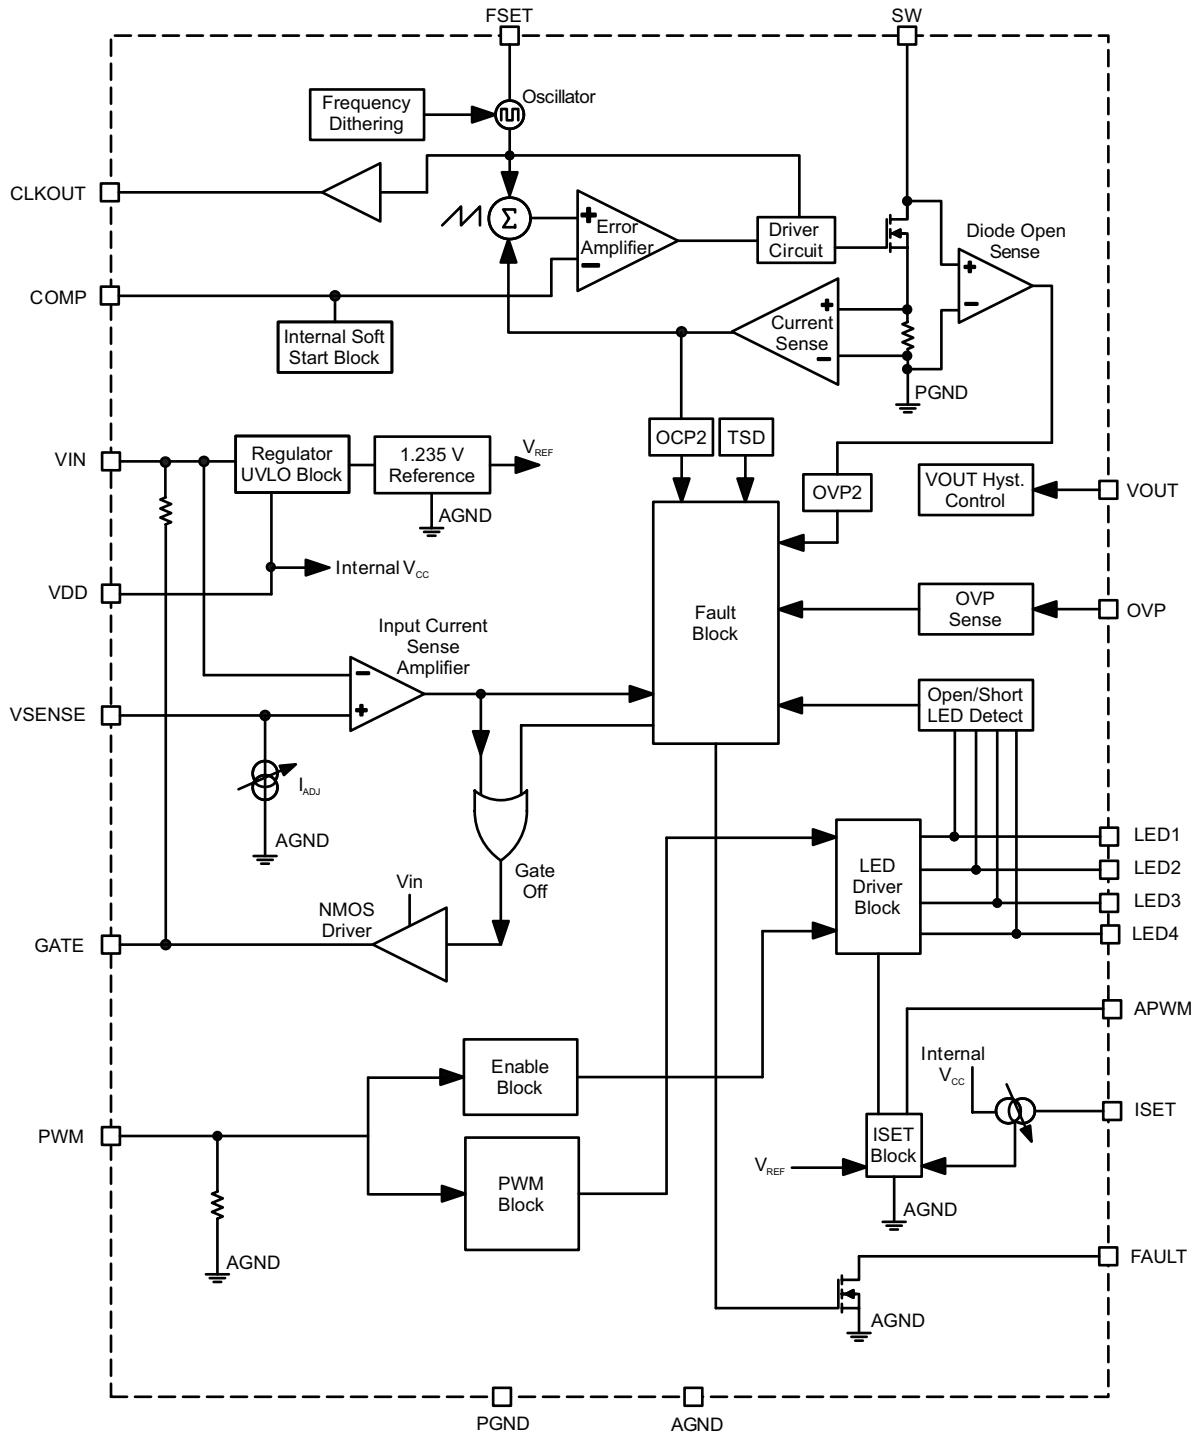 FSET
SW
Frequency
Dithering
Oscillator
CLKOUT
Σ
+
Error
Amplifier
−
Driver
Circuit
Diode Open
Sense
+
−
COMP
Internal Soft
Start Block
+
Current
Sense
−
PGND
OCP2
TSD
VIN
Regulator
UVLO Block
1.235 V
Reference
VREF
AGND
OVP2
VOUT Hyst.
Control
VOUT
VDD
Internal VCC
Fault
Block
OVP
Sense
OVP
Input Current
Sense
Amplifier
−
+
VSENSE
Open/Short
LED Detect
IADJ
AGND
LED
Driver
Block
LED1
LED2
LED3
LED4
Gate
Off
Vin
NMOS
Driver
GATE
APWM
Enable
Block
Internal
VCC
ISET
PWM
ISET
Block
VREF
PWM
Block
AGND
AGND
FAULT
AGND
PGND
AGND